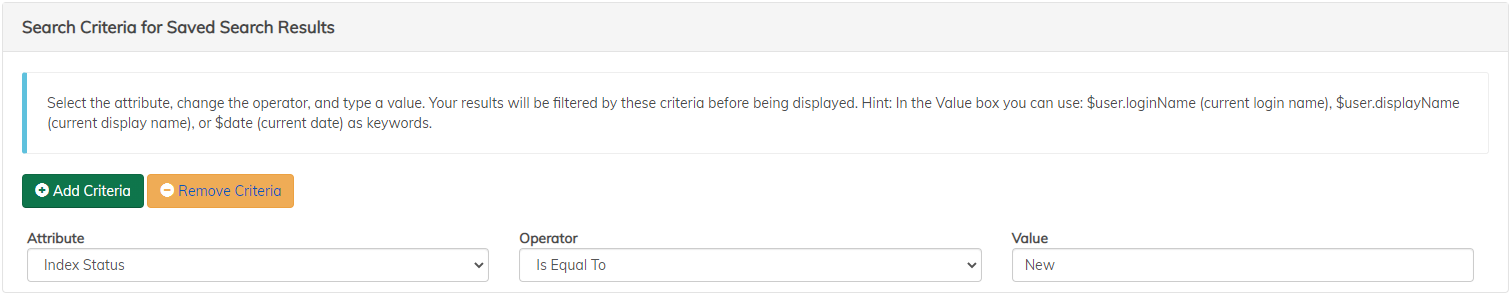 Search Criteria for Saved Search Results
Select the attribute, change the operator, and type a value. Your results will be filtered by these criteria before being displayed. Hint: In the Value box you can use: $user.loginName (current login name), $user.displayName
(current display name), or $date (current date) as keywords.
Add Criteria Remove Criteria
Attribute Operator Value
Index Status Is Equal To New